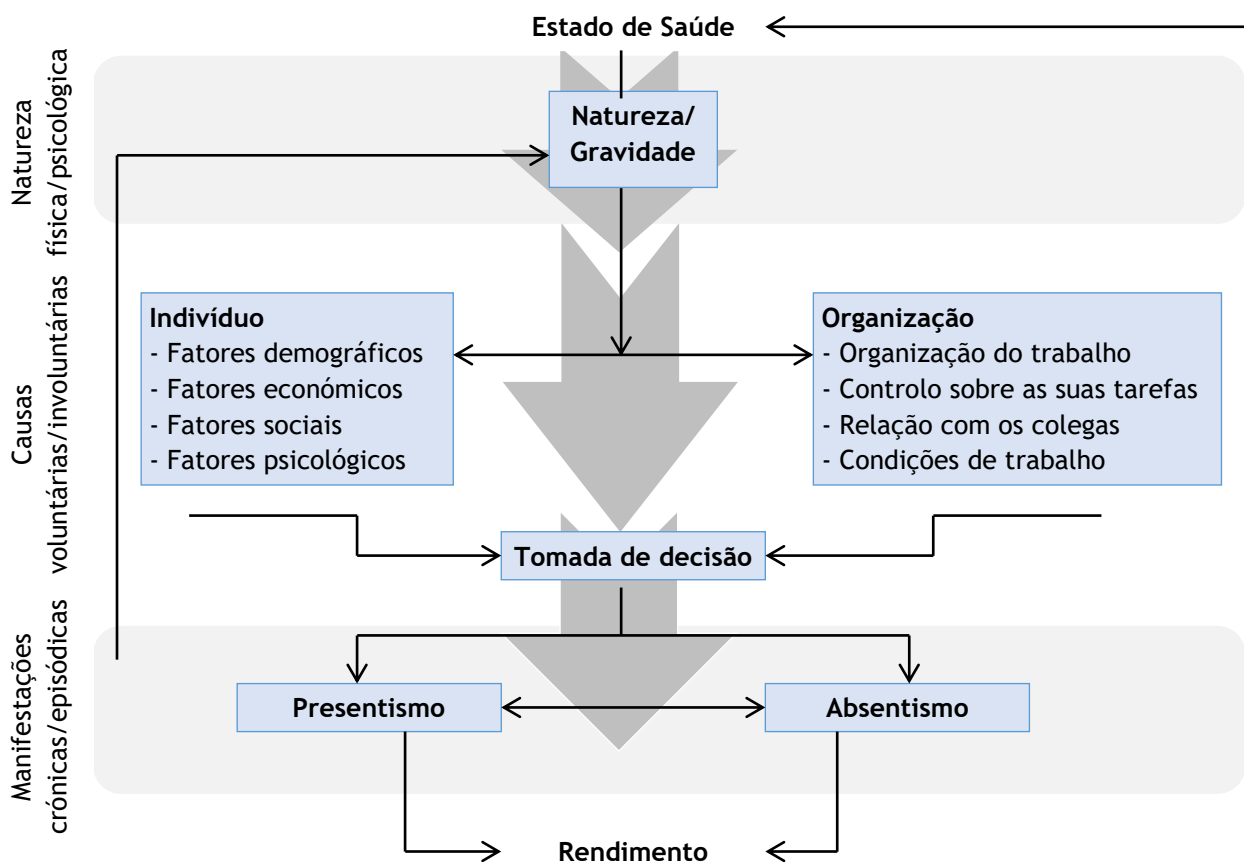 Estado de Saúde
Natureza
física/psicológica
Natureza/
Gravidade
Causas
voluntárias/involuntárias
Indivíduo
- Fatores demográficos
- Fatores económicos
- Fatores sociais
- Fatores psicológicos
Organização
- Organização do trabalho
- Controlo sobre as suas tarefas
- Relação com os colegas
- Condições de trabalho
Tomada de decisão
Manifestações
crónicas/episódicas
Presentismo
Absentismo
Rendimento